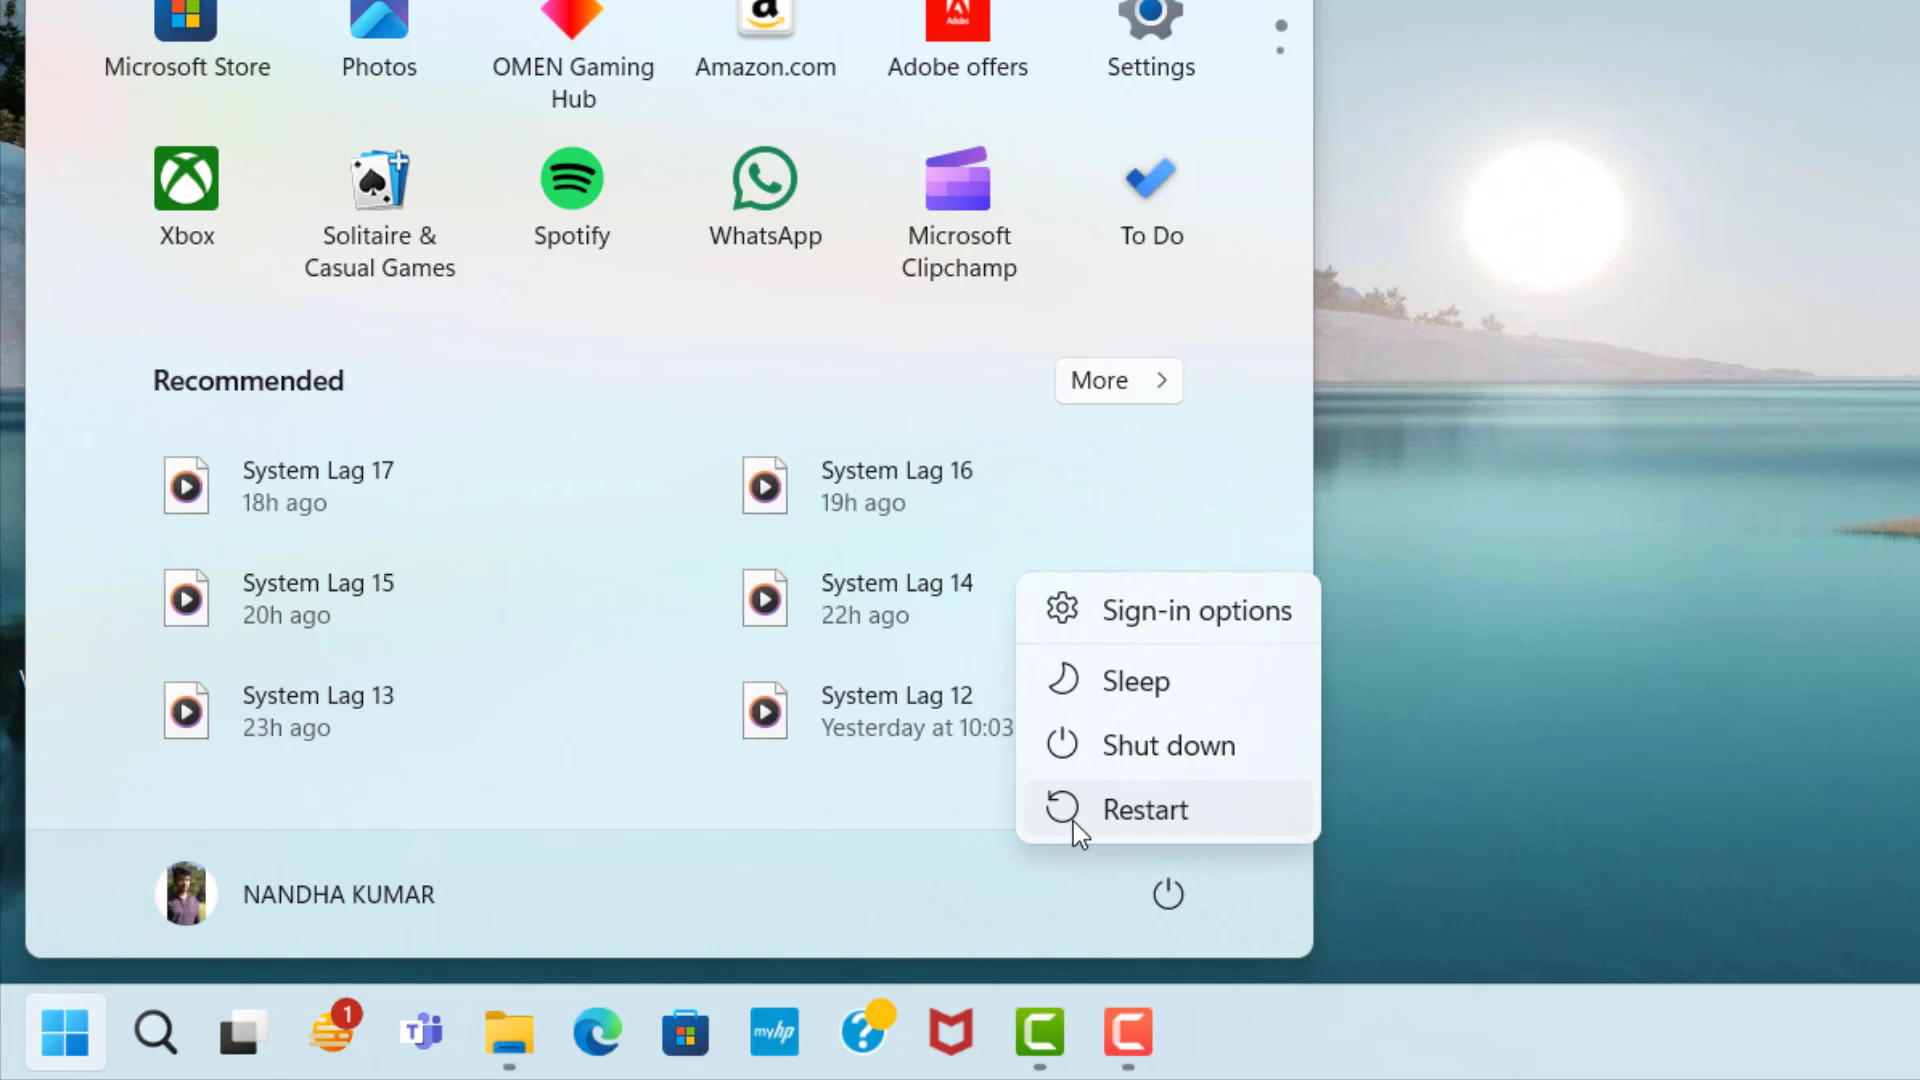 Microsoft Store
Photos
OMEN Gaming
Hub
Amazon.com
Adobe offers
Settings
a
Adobe
Xbox
Solitaire &
Casual Games
Spotify
WhatsApp
Microsoft
Clipchamp
To Do
Recommended
More
System Lag 17
18h ago
System Lag 16
19h ago
System Lag 15
20h ago
System Lag 14
22h ago
System Lag 13
23h ago
System Lag 12
Yesterday at 10:03
Sign-in options
Sleep
Shut down
Restart
NANDHA KUMAR
1
T
myhp
?
C
C